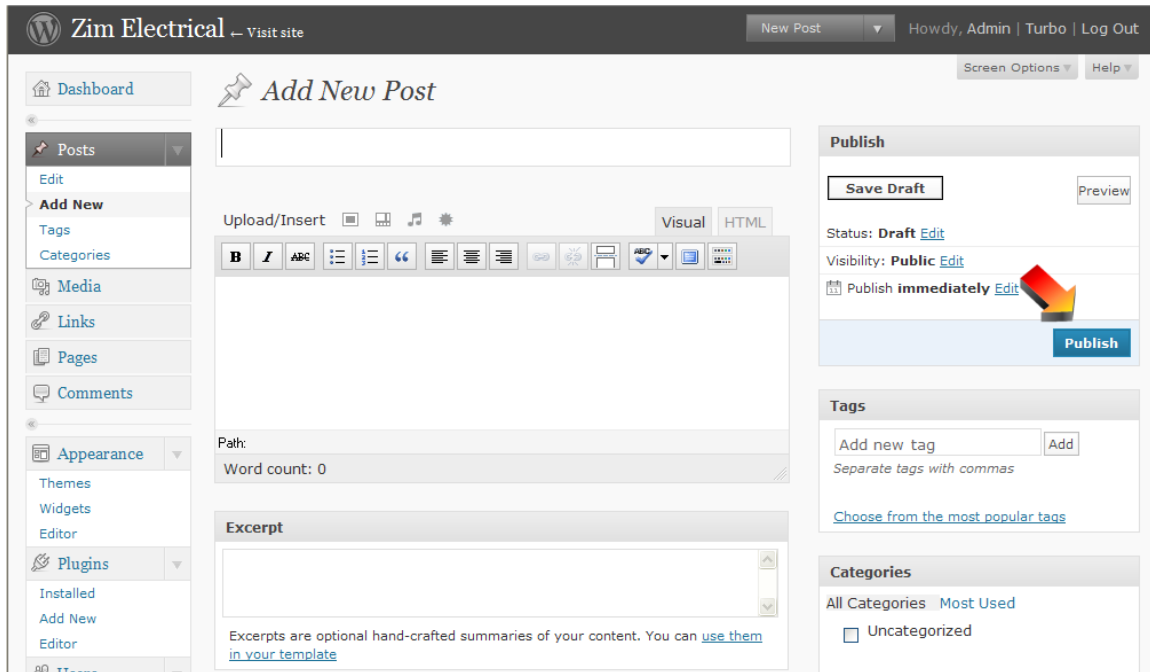 Zim Electrical ← Visit site
New Post
Howdy, Admin | Turbo | Log Out
Screen Options
Help
Dashboard
Posts
Edit
Add New
Tags
Categories
Media
Links
Pages
Comments
Appearance
Themes
Widgets
Editor
Plugins
Installed
Add New
Editor
Users
Add New Post
Upload/Insert
Visual
HTML
B I ABC
ABC
Path:
Word count: 0
Excerpt
Excerpts are optional hand-crafted summaries of your content. You can use them
in your template
Publish
Save Draft
Preview
Status: Draft Edit
Visibility: Public Edit
11 Publish immediately Edit
Publish
Tags
Add new tag
Add
Separate tags with commas
Choose from the most popular tags
Categories
All Categories Most Used
Uncategorized